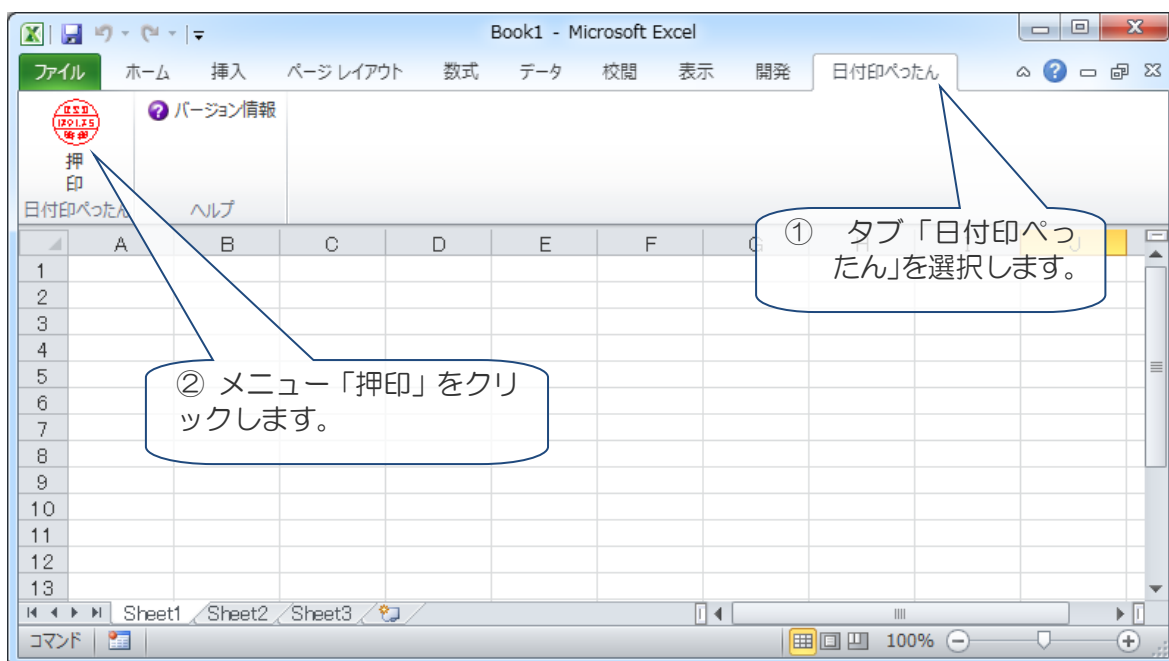 Book1 - Microsoft Excel
ファイル ホーム 挿入 ページ レイアウト 数式 データ 校閲 表示 開発 日付印ぺったん
バージョン情報
押
印
日付印ぺったん ヘルプ
A B C D E F G H I J
① タブ「日付印ぺっ
たん」を選択します。
1
2
3
4
② メニュー「押印」をクリ
ックします。
5
6
7
8
9
10
11
12
13
Sheet1 Sheet2 Sheet3
コマンド 100%